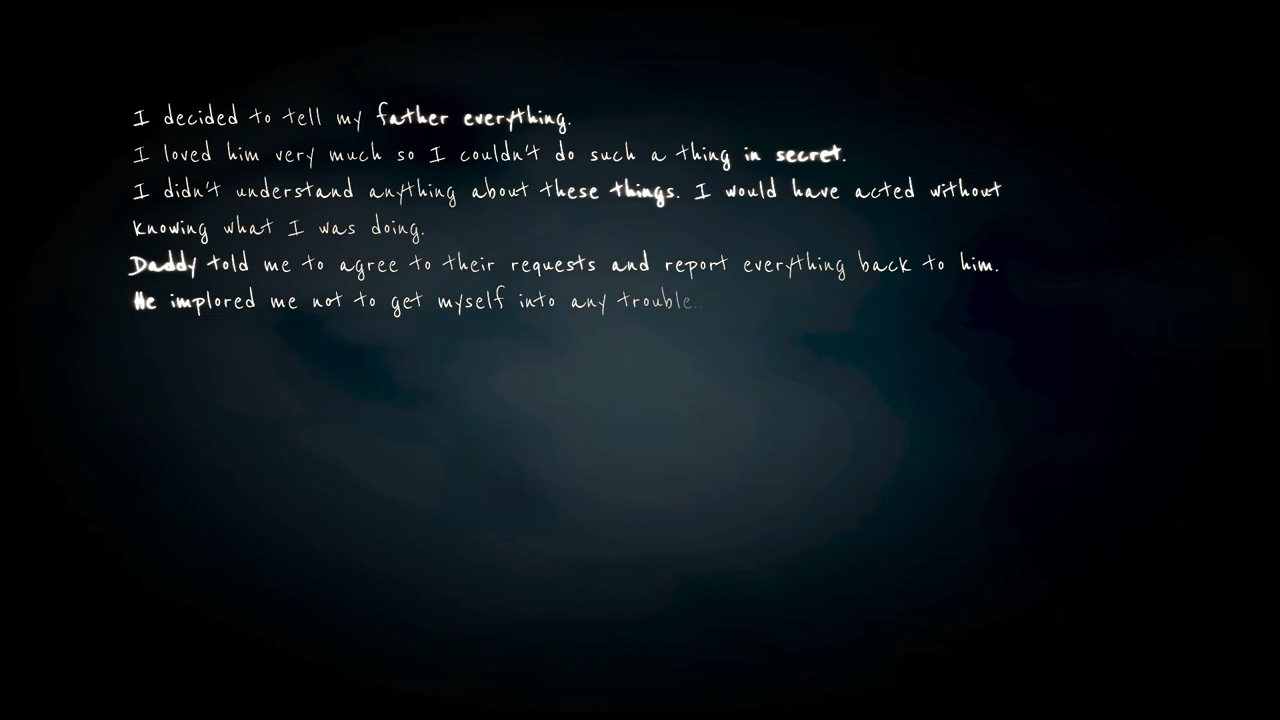 I decided to tell my father everything.
I loved him very much so I couldn't do such a thing in secret.
I didn't understand anything about these things. I would have acted without
knowing what I was doing.
Daddy told me to agree to their requests and report everything back to him.
He implored me not to get myself into any trouble..